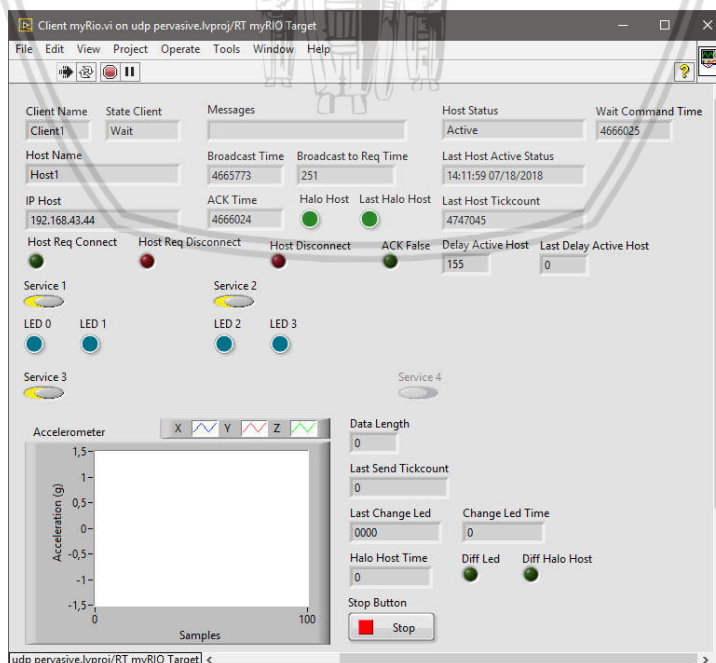 Client myRio.vi on udp pervasive.lvproj/RT myRIO Target
File Edit View Project Operate Tools Window Help
Client Name State Client Messages Host Status Wait Command Time
Client1 Wait Active 4666025
Host Name Broadcast Time Broadcast to Req Time Last Host Active Status
Host1 4665773 251 14:11:59 07/18/2018
IP Host ACK Time Halo Host Last Halo Host Last Host Tickcount
192.168.43.44 4666024 4747045
Host Req Connect Host Req Disconnect Host Disconnect ACK False Delay Active Host Last Delay Active Host
155 0
Service 1 Service 2
LED 0 LED 1 LED 2 LED 3
Service 3 Service 4
Accelerometer X Y Z
Acceleration (g)
1,5
1
0,5
0
-0,5
-1
-1,5
0 100
Samples
Data Length
0
Last Send Tickcount
0
Last Change Led Change Led Time
0000 0
Halo Host Time Diff Led Diff Halo Host
0
Stop Button
Stop
udp pervasive.lvproj/RT myRIO Target